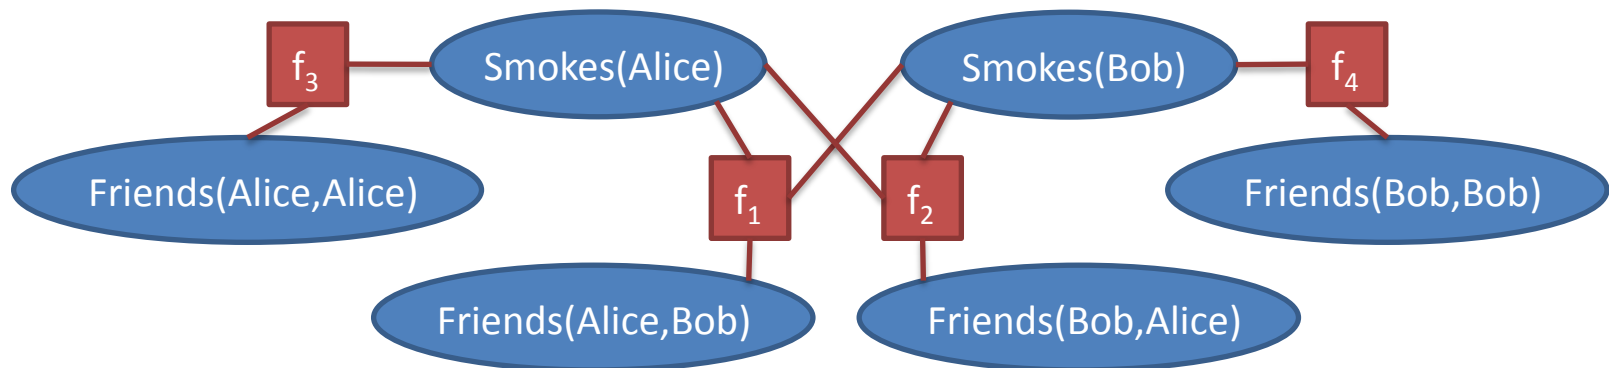 f3
Smokes(Alice)
Smokes(Bob)
f4
Friends(Alice,Alice)
f1
f2
Friends(Bob,Bob)
Friends(Alice,Bob)
Friends(Bob,Alice)